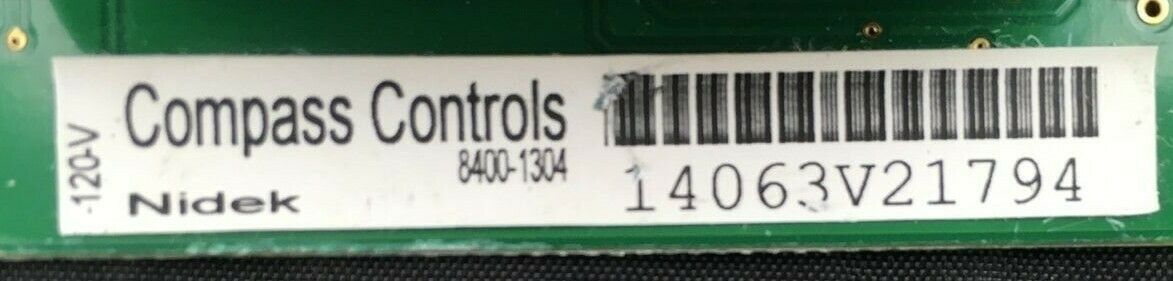 -120-V
Compass Controls
8400-1304
Nidek
14063V21794